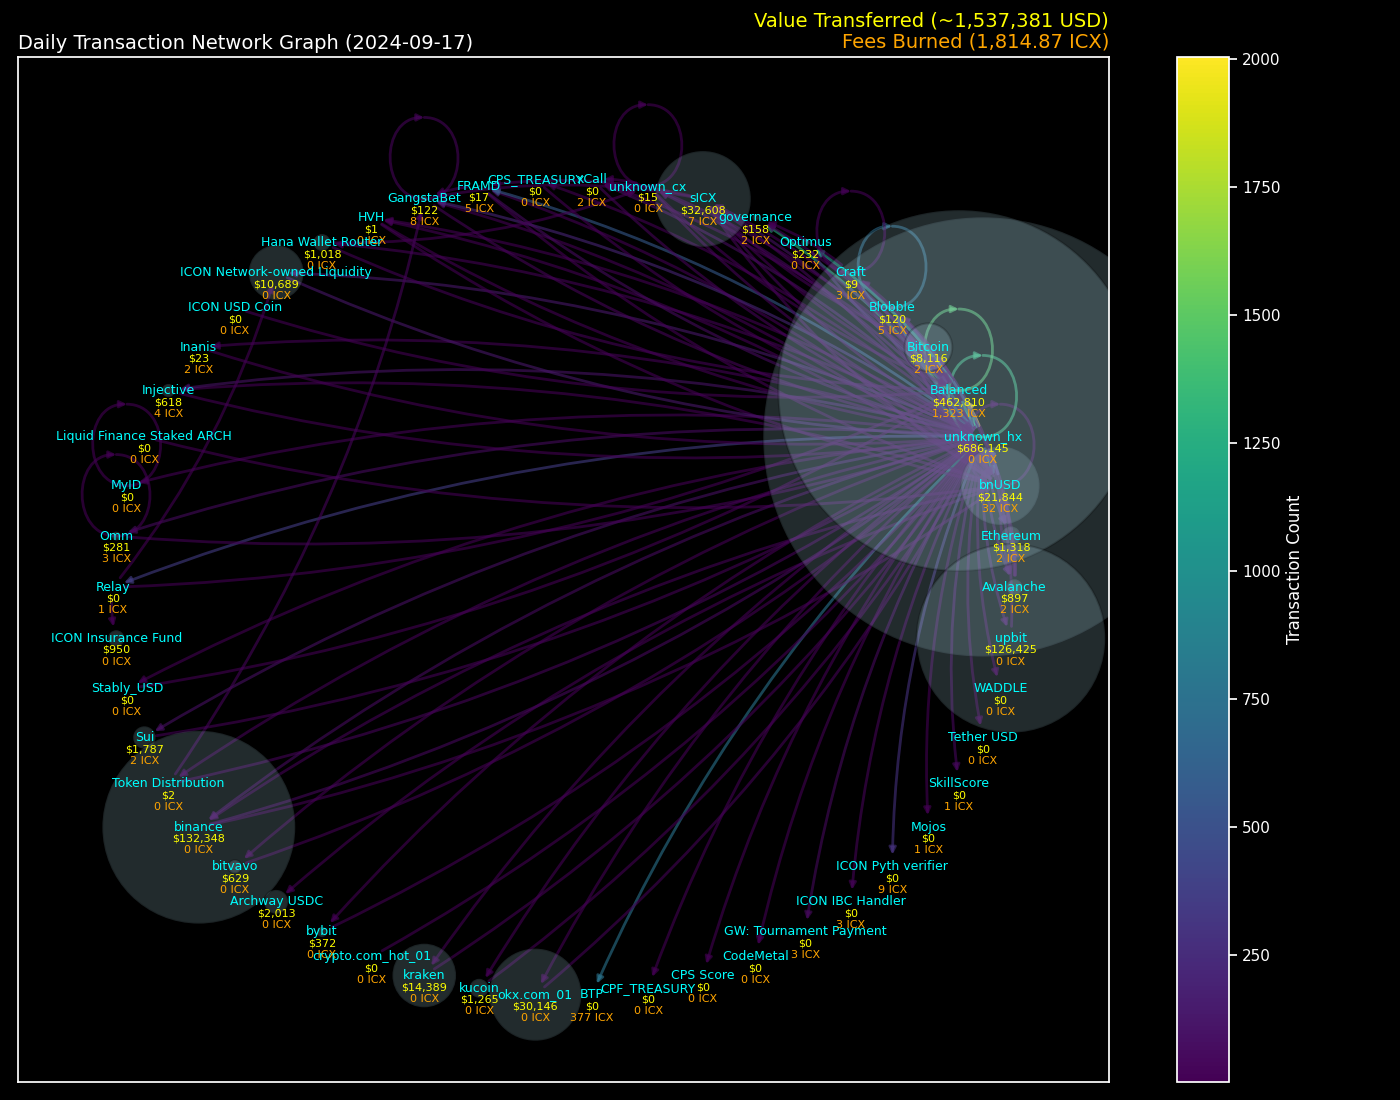 Value Transferred (~1,537,381 USD)
Daily Transaction Network Graph (2024-09-17)
Fees Burned (1,814.87 ICX)
CPS_TREASURY
$0
0 ICX
xCall
$0
2 ICX
FRAMD
$17
5 ICX
unknown_cx
$15
0 ICX
GangstaBet
$122
8 ICX
sICX
$32,608
7 ICX
HVH
$1
0 ICX
governance
$158
2 ICX
Hana Wallet Router
$1,018
0 ICX
Optimus
$232
0 ICX
ICON Network-owned Liquidity
$10,689
0 ICX
Craft
$9
3 ICX
ICON USD Coin
$0
0 ICX
Blobble
$120
5 ICX
Inanis
$23
2 ICX
Bitcoin
$8,116
2 ICX
Injective
$618
4 ICX
Balanced
$462,810
1,323 ICX
Liquid Finance Staked ARCH
$0
0 ICX
unknown_hx
$686,145
0 ICX
MyID
$0
0 ICX
bnUSD
$21,844
32 ICX
Omm
$281
3 ICX
Ethereum
$1,318
2 ICX
Relay
$0
1 ICX
Avalanche
$897
2 ICX
ICON Insurance Fund
$950
0 ICX
upbit
$126,425
0 ICX
Stably_USD
$0
0 ICX
WADDLE
$0
0 ICX
Sui
$1,787
2 ICX
Tether USD
$0
0 ICX
Token Distribution
$2
0 ICX
SkillScore
$0
1 ICX
binance
$132,348
0 ICX
Mojos
$0
1 ICX
bitvavo
$629
0 ICX
ICON Pyth verifier
$0
9 ICX
Archway USDC
$2,013
0 ICX
ICON IBC Handler
$0
3 ICX
bybit
$372
0 ICX
GW: Tournament Payment
$0
3 ICX
crypto.com_hot_01
$0
0 ICX
CodeMetal
$0
0 ICX
kraken
$14,389
0 ICX
CPS Score
$0
0 ICX
kucoin
$1,265
0 ICX
okx.com_01
$30,146
0 ICX
BTP
$0
377 ICX
CPF_TREASURY
$0
0 ICX
2000
1750
1500
1250
1000
750
500
250
Transaction Count